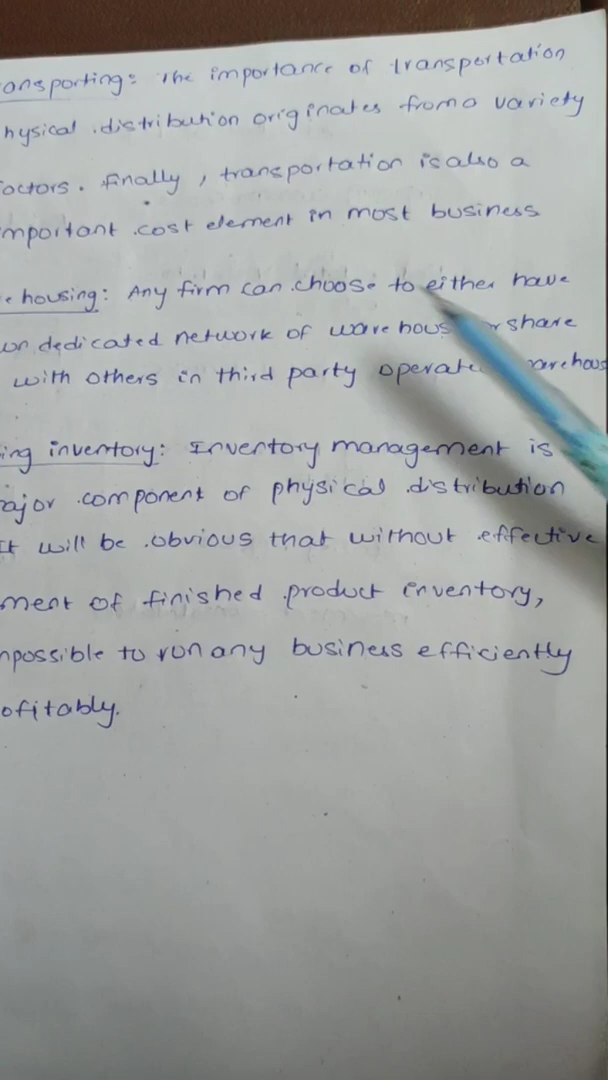 ansporting: The importance of transportation
hysical distribution originates from a variety
actors. Finally, transportation is also a
mportant cost element in most business
e housing: Any firm can choose to either have
wn dedicated network of warehous r share
with others in third party operate arehous
ing inventory: Inventory management is
ajor component of physical distribution
It will be obvious that without effective
ment of finished product inventory,
mpossible to run any business efficiently
ofitably.